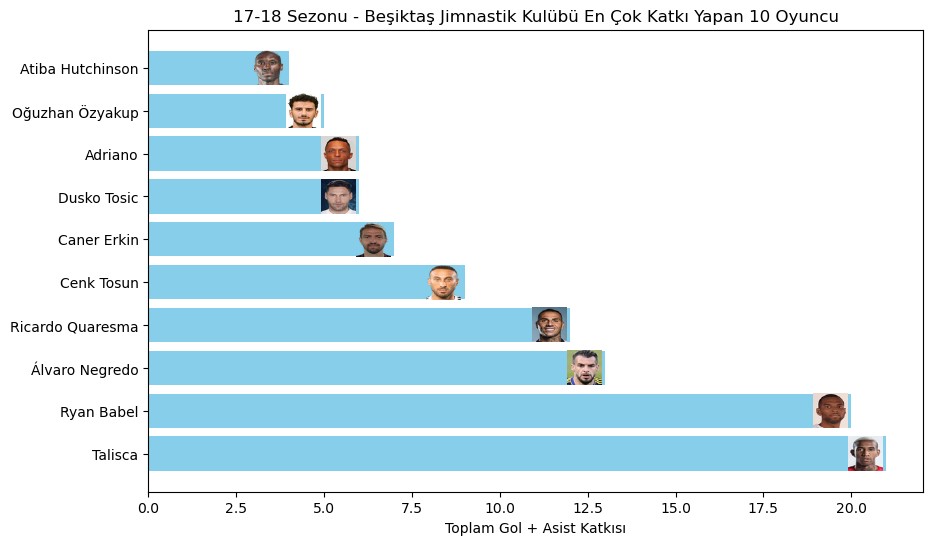 17-18 Sezonu - Beşiktaş Jimnastik Kulübü En Çok Katkı Yapan 10 Oyuncu
Atiba Hutchinson
Oğuzhan Özyakup
Adriano
Dusko Tosic
Caner Erkin
Cenk Tosun
Ricardo Quaresma
Álvaro Negredo
Ryan Babel
Talisca
0.0 2.5 5.0 7.5 10.0 12.5 15.0 17.5 20.0
Toplam Gol + Asist Katkısı